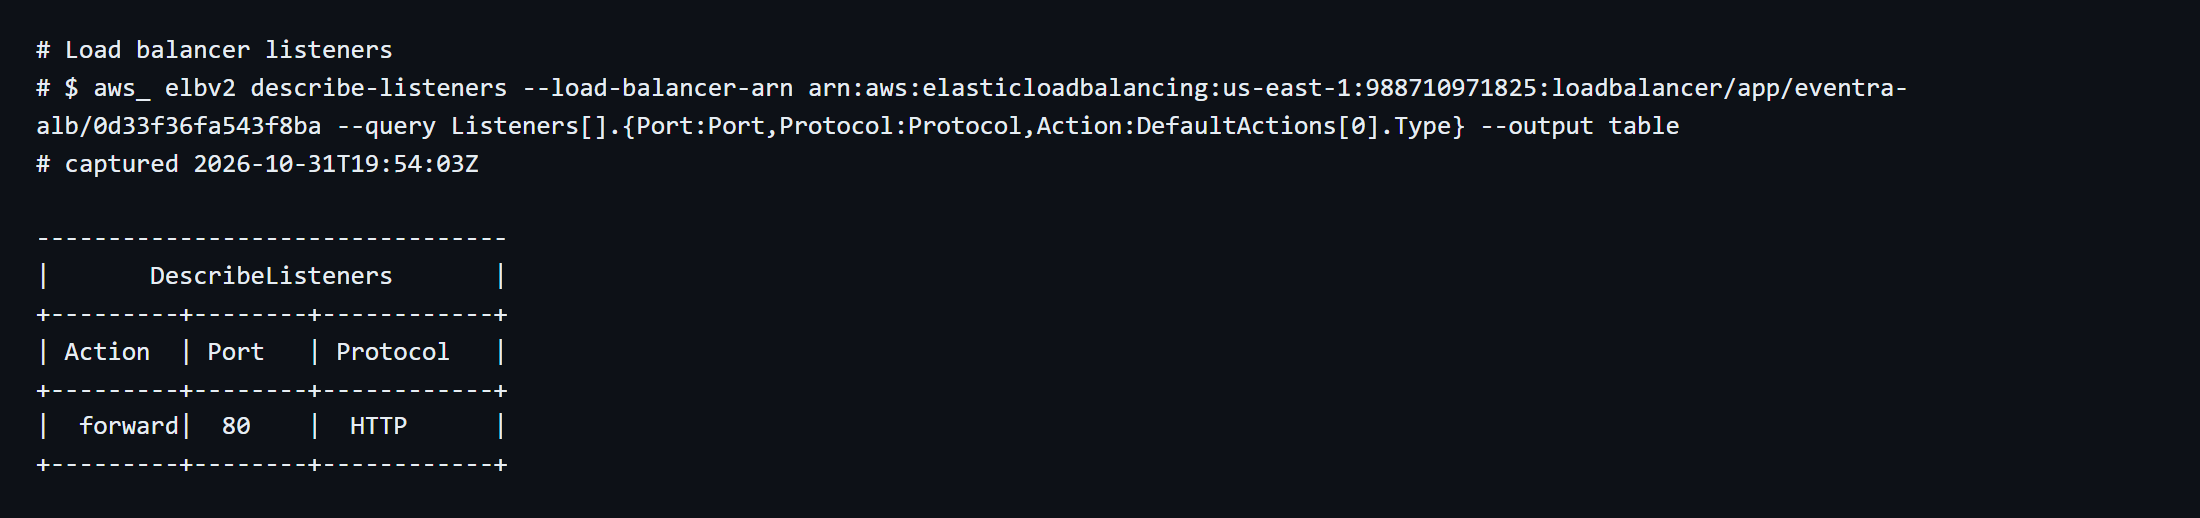 # Load balancer listeners
# $ aws_ elbv2 describe-listeners --load-balancer-arn arn:aws:elasticloadbalancing:us-east-1:988710971825:loadbalancer/app/eventra-
alb/0d33f36fa543f8ba --query Listeners[].{Port:Port,Protocol:Protocol,Action:DefaultActions[0].Type} --output table
# captured 2026-10-31T19:54:03Z

---------------------------------
|       DescribeListeners       |
+---------+--------+------------+
| Action  | Port   | Protocol   |
+---------+--------+------------+
|  forward|  80    |  HTTP      |
+---------+--------+------------+